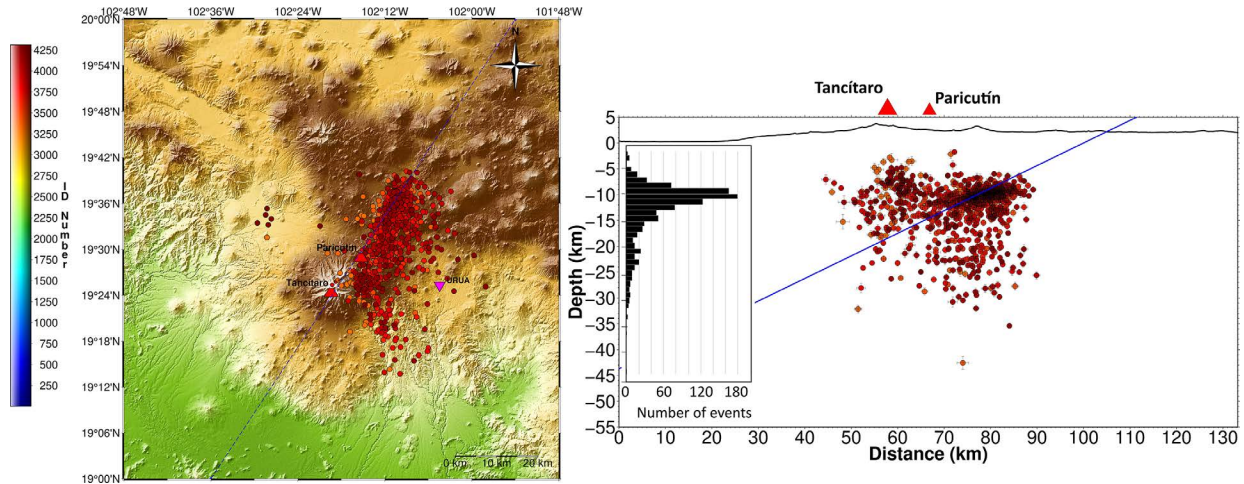 102°48'W 102°36'W 102°24'W 102°12'W 102°00'W 101°48'W
20°00'N
19°54'N
19°48'N
19°42'N
19°36'N
19°30'N
19°24'N
19°18'N
19°12'N
19°06'N
19°00'N
4250
4000
3750
3500
3250
3000
2750
2500
2250
2000
1750
1500
1250
1000
750
500
250
ID Number
N
Paricutín
Tancítaro
URUA
0 km 10 km 20 km
Tancítaro
Paricutín
5
0
−5
−10
−15
−20
−25
−30
−35
−40
−45
−50
−55
Depth (km)
0 60 120 180
Number of events
0 10 20 30 40 50 60 70 80 90 100 110 120 130
Distance (km)